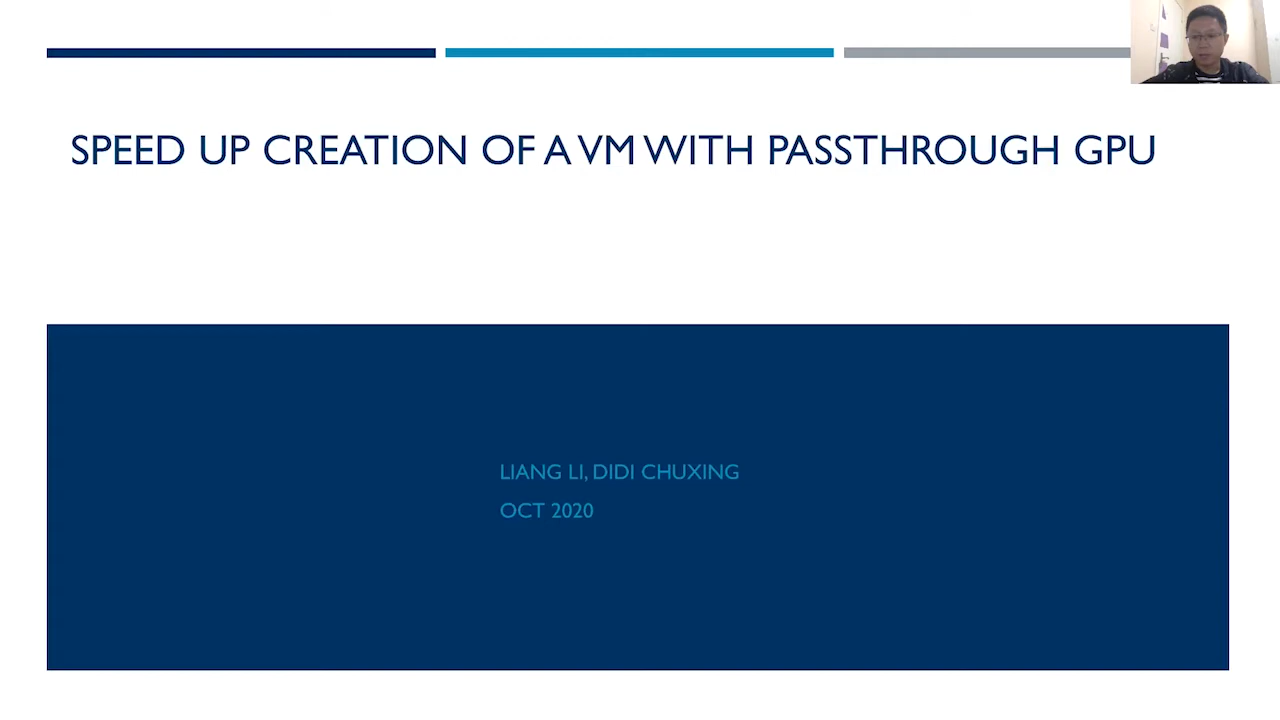 SPEED UP CREATION OF A VM WITH PASSTHROUGH GPU
LIANG LI, DIDI CHUXING
OCT 2020